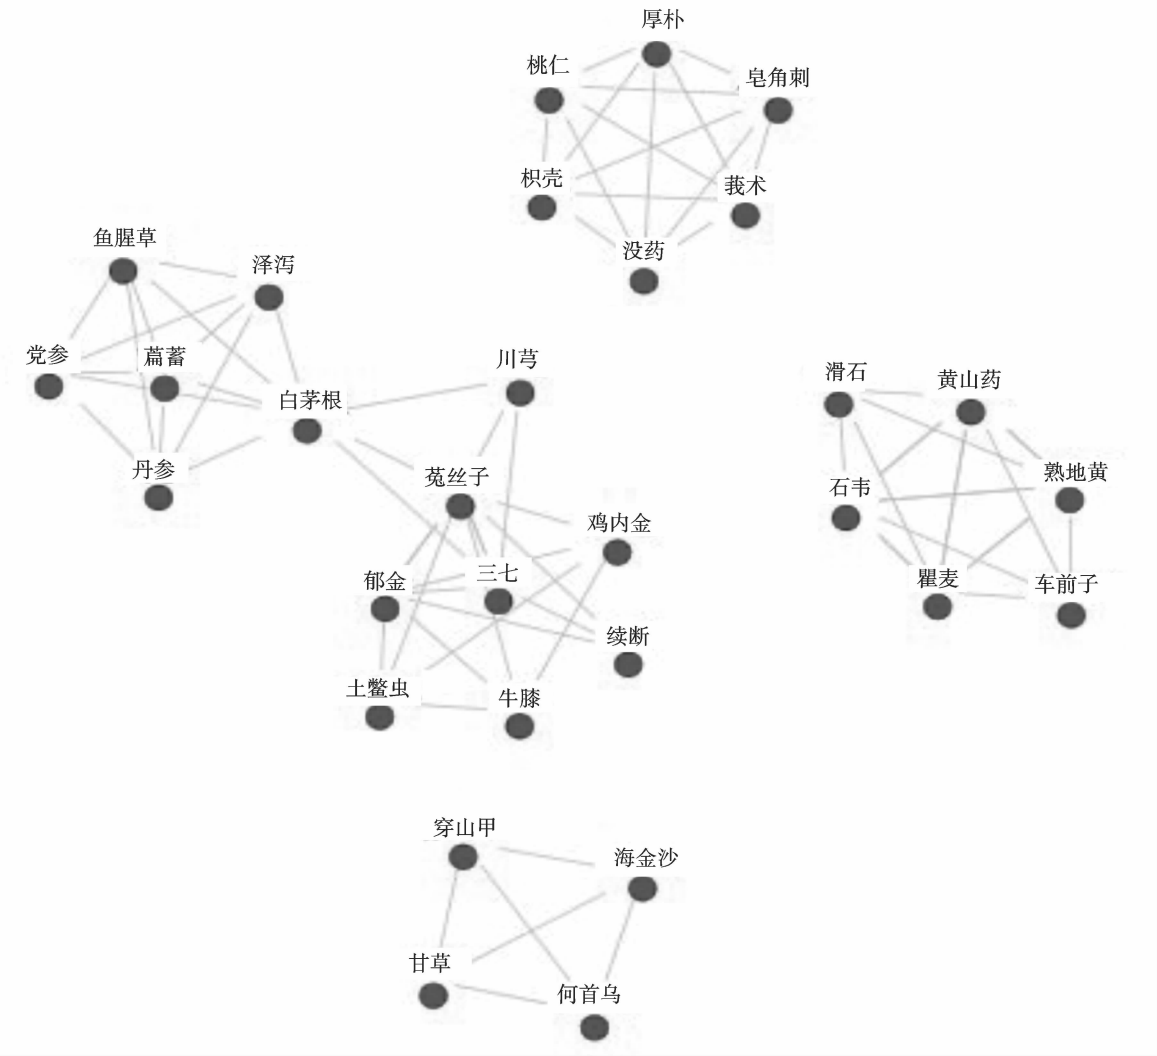 厚朴
桃仁
皂角刺
枳壳
莪术
没药
鱼腥草
泽泻
党参
萹蓄
白茅根
丹参
川芎
菟丝子
鸡内金
郁金
三七
续断
土鳖虫
牛膝
滑石
黄山药
熟地黄
石韦
瞿麦
车前子
穿山甲
海金沙
甘草
何首乌